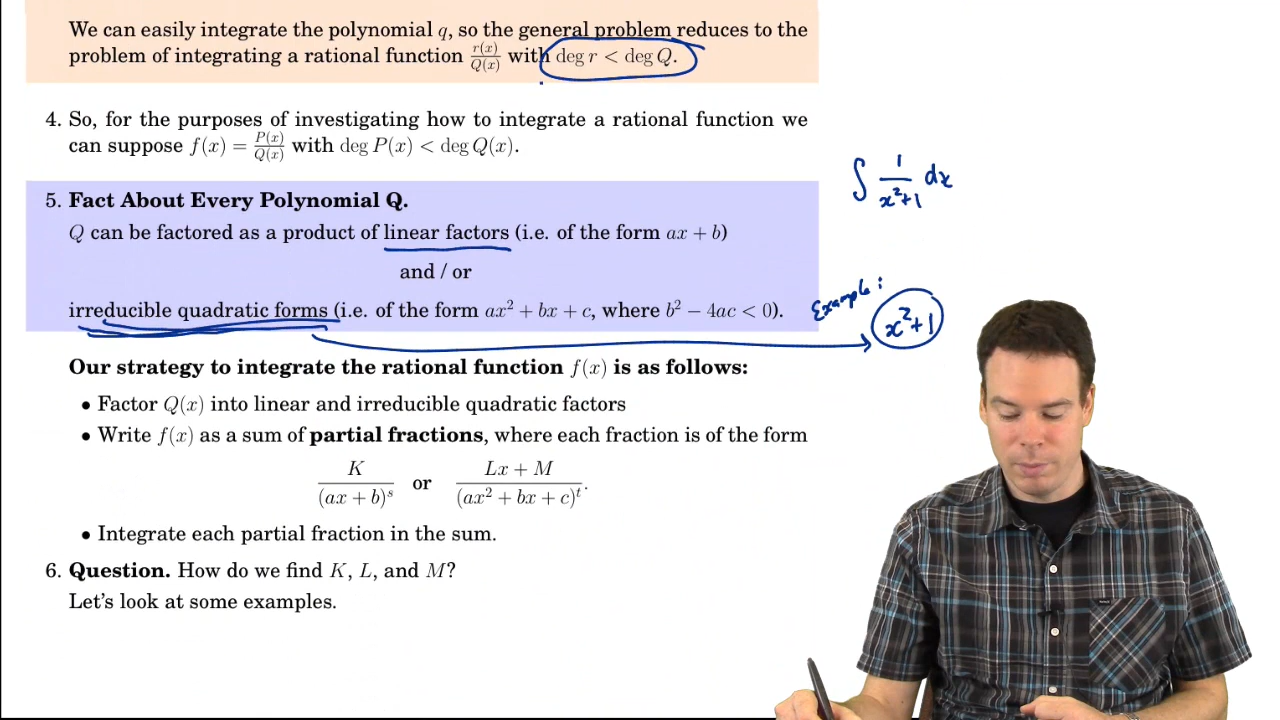 We can easily integrate the polynomial q, so the general problem reduces to the
problem of integrating a rational function r(x)/Q(x) with deg r < deg Q.
4. So, for the purposes of investigating how to integrate a rational function we
can suppose f(x) = P(x)/Q(x) with deg P(x) < deg Q(x).
∫ 1/(x²+1) dx
5. Fact About Every Polynomial Q.
Q can be factored as a product of linear factors (i.e. of the form ax + b)
and / or
irreducible quadratic forms (i.e. of the form ax² + bx + c, where b² − 4ac < 0).
Example:
x²+1
Our strategy to integrate the rational function f(x) is as follows:
• Factor Q(x) into linear and irreducible quadratic factors
• Write f(x) as a sum of partial fractions, where each fraction is of the form
K/(ax + b)ˢ or (Lx + M)/(ax² + bx + c)ᵗ.
• Integrate each partial fraction in the sum.
6. Question. How do we find K, L, and M?
Let's look at some examples.